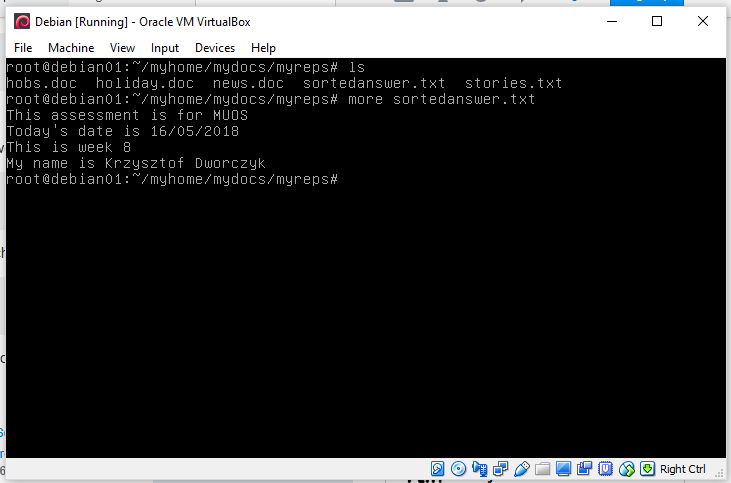 Debian [Running] - Oracle VM VirtualBox
File Machine View Input Devices Help
root@debian01:~/myhome/mydocs/myreps# ls
hobs.doc  holiday.doc  news.doc  sortedanswer.txt  stories.txt
root@debian01:~/myhome/mydocs/myreps# more sortedanswer.txt
This assessment is for MUOS
Today's date is 16/05/2018
This is week 8
My name is Krzysztof Dworczyk
root@debian01:~/myhome/mydocs/myreps#
Right Ctrl